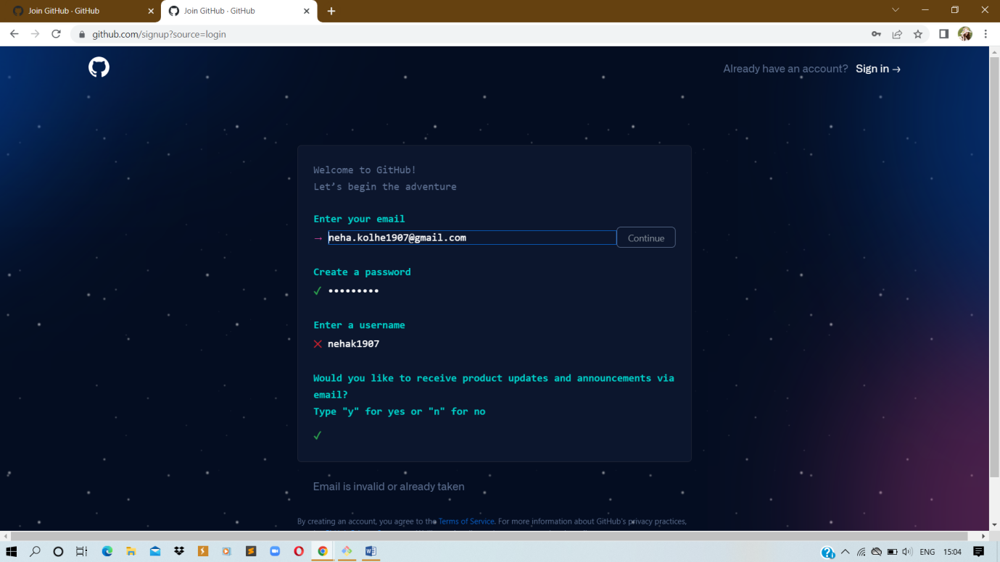 Join GitHub · GitHub
Join GitHub · GitHub
github.com/signup?source=login
Already have an account? Sign in →
Welcome to GitHub!
Let's begin the adventure
Enter your email
→ neha.kolhe1907@gmail.com Continue
Create a password
✓ •••••••••
Enter a username
✕ nehak1907
Would you like to receive product updates and announcements via
email?
Type "y" for yes or "n" for no
✓
Email is invalid or already taken
By creating an account, you agree to the Terms of Service. For more information about GitHub's privacy practices,
ENG 15:04